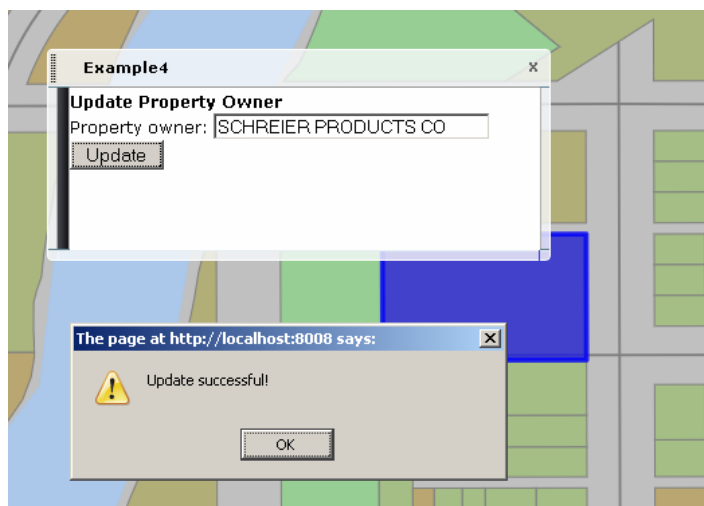 Example4 x
Update Property Owner
Property owner: SCHREIER PRODUCTS CO
Update
The page at http://localhost:8008 says:
Update successful!
OK